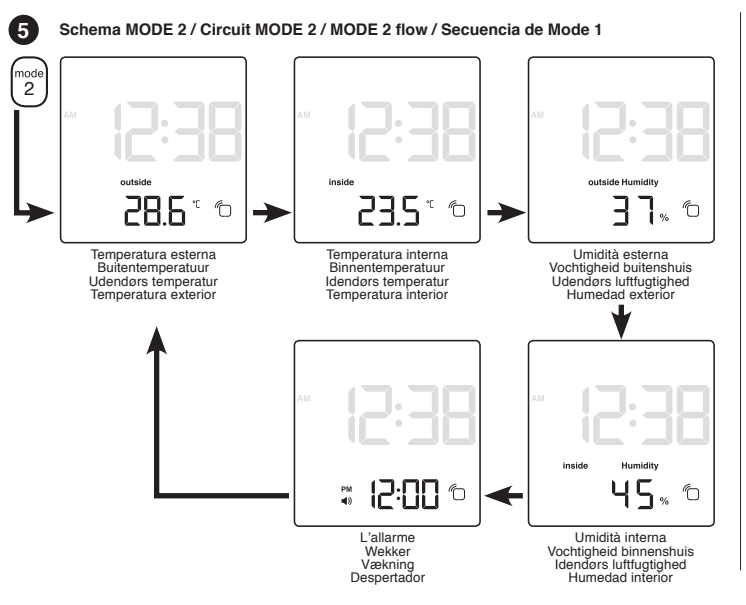 5 Schema MODE 2 / Circuit MODE 2 / MODE 2 flow / Secuencia de Mode 1
mode
2
AM 12:38
outside
28.6 °C
Temperatura esterna
Buitentemperatuur
Udendørs temperatur
Temperatura exterior
12:38
inside
23.5 °C
Temperatura interna
Binnentemperatuur
Idendørs temperatur
Temperatura interior
AM 12:38
outside Humidity
37 %
Umidità esterna
Vochtigheid buitenshuis
Udendørs luftfugtighed
Humedad exterior
AM 12:38
PM 12:00
L'allarme
Wekker
Vækning
Despertador
AM 12:38
inside Humidity
45 %
Umidità interna
Vochtigheid binnenshuis
Idendørs luftfugtighed
Humedad interior